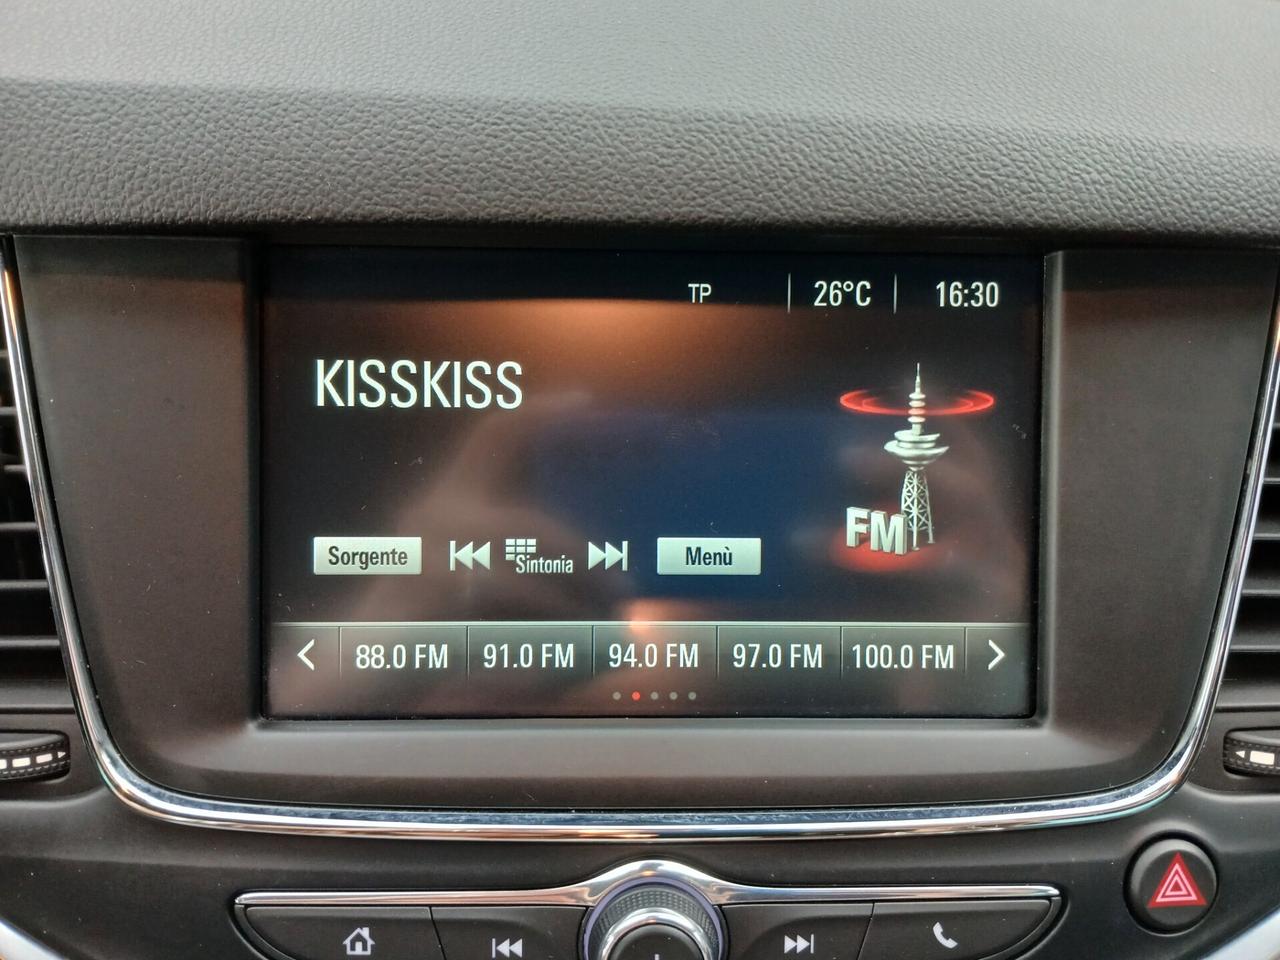 TP 26°C 16:30
KISSKISS
FM
Sorgente Sintonia Menù
88.0 FM 91.0 FM 94.0 FM 97.0 FM 100.0 FM